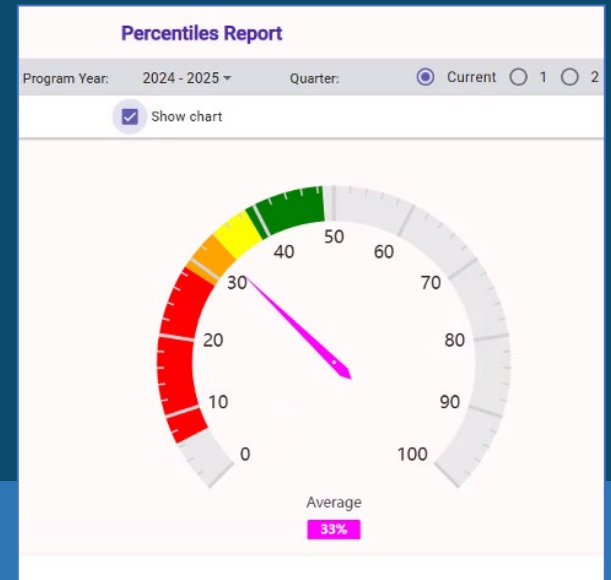 Percentiles Report
Program Year: 2024 - 2025 Quarter: Current 1 2
Show chart
50
40 60
30 70
20 80
10 90
0 100
Average
33%